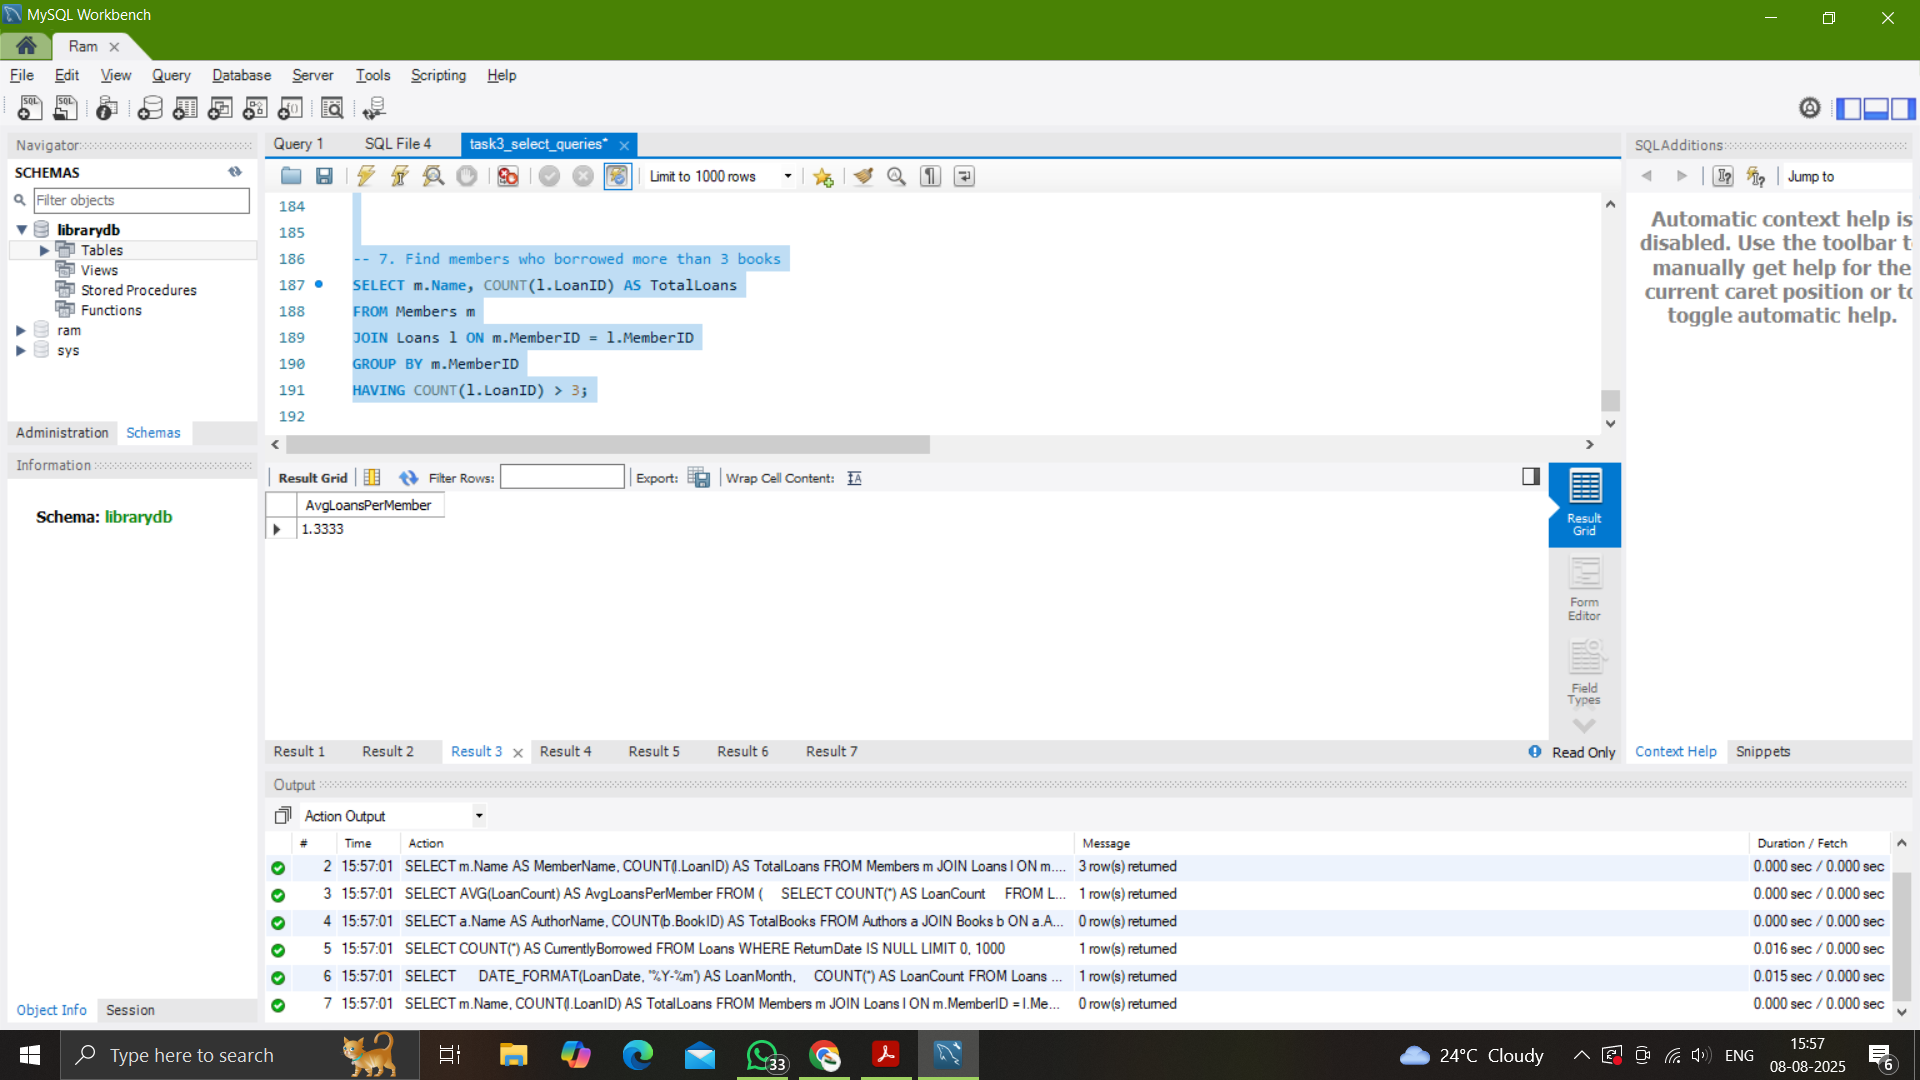 MySQL Workbench
Ram
File Edit View Query Database Server Tools Scripting Help
Navigator
SCHEMAS
Filter objects
librarydb
Tables
Views
Stored Procedures
Functions
ram
sys
Administration Schemas
Information
Schema: librarydb
Object Info Session
Query 1 SQL File 4 task3_select_queries*
Limit to 1000 rows
184
185
186 -- 7. Find members who borrowed more than 3 books
187 SELECT m.Name, COUNT(l.LoanID) AS TotalLoans
188 FROM Members m
189 JOIN Loans l ON m.MemberID = l.MemberID
190 GROUP BY m.MemberID
191 HAVING COUNT(l.LoanID) > 3;
192
Result Grid Filter Rows: Export: Wrap Cell Content:
AvgLoansPerMember
1.3333
Result Grid
Form Editor
Field Types
Result 1 Result 2 Result 3 Result 4 Result 5 Result 6 Result 7
Read Only
SQLAdditions
Jump to
Automatic context help is
disabled. Use the toolbar t
manually get help for the
current caret position or to
toggle automatic help.
Context Help Snippets
Output
Action Output
# Time Action Message Duration / Fetch
2 15:57:01 SELECT m.Name AS MemberName, COUNT(l.LoanID) AS TotalLoans FROM Members m JOIN Loans l ON m.... 3 row(s) returned 0.000 sec / 0.000 sec
3 15:57:01 SELECT AVG(LoanCount) AS AvgLoansPerMember FROM ( SELECT COUNT(*) AS LoanCount FROM L... 1 row(s) returned 0.000 sec / 0.000 sec
4 15:57:01 SELECT a.Name AS AuthorName, COUNT(b.BookID) AS TotalBooks FROM Authors a JOIN Books b ON a.A... 0 row(s) returned 0.000 sec / 0.000 sec
5 15:57:01 SELECT COUNT(*) AS CurrentlyBorrowed FROM Loans WHERE ReturnDate IS NULL LIMIT 0, 1000 1 row(s) returned 0.016 sec / 0.000 sec
6 15:57:01 SELECT DATE_FORMAT(LoanDate, '%Y-%m') AS LoanMonth, COUNT(*) AS LoanCount FROM Loans ... 1 row(s) returned 0.015 sec / 0.000 sec
7 15:57:01 SELECT m.Name, COUNT(l.LoanID) AS TotalLoans FROM Members m JOIN Loans l ON m.MemberID = l.Me... 0 row(s) returned 0.000 sec / 0.000 sec
Type here to search
33
24°C Cloudy
ENG
15:57
08-08-2025
6